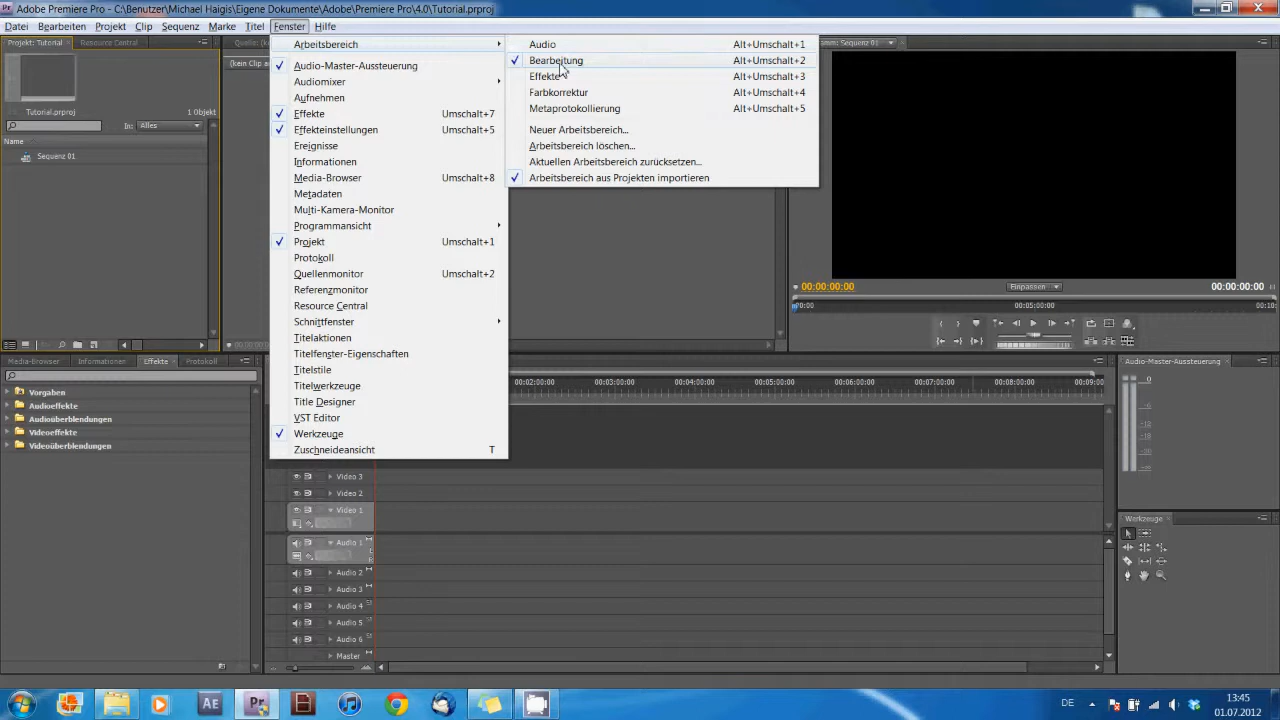 Adobe Premiere Pro - C:\Benutzer\Michael Haigis\Eigene Dokumente\Adobe\Premiere Pro\4.0\Tutorial.prproj
Datei Bearbeiten Projekt Clip Sequenz Marke Titel Fenster Hilfe
Projekt: Tutorial Resource Central
Tutorial.prproj
1 Objekt
In: Alles
Name
Sequenz 01
Arbeitsbereich
Audio-Master-Aussteuerung
Audiomixer
Aufnehmen
Effekte Umschalt+7
Effekteinstellungen Umschalt+5
Ereignisse
Informationen
Media-Browser Umschalt+8
Metadaten
Multi-Kamera-Monitor
Programmansicht
Projekt Umschalt+1
Protokoll
Quellenmonitor Umschalt+2
Referenzmonitor
Resource Central
Schnittfenster
Titelaktionen
Titelfenster-Eigenschaften
Titelstile
Titelwerkzeuge
Title Designer
VST Editor
Werkzeuge
Zuschneideansicht T
Audio Alt+Umschalt+1
Bearbeitung Alt+Umschalt+2
Effekte Alt+Umschalt+3
Farbkorrektur Alt+Umschalt+4
Metaprotokollierung Alt+Umschalt+5
Neuer Arbeitsbereich...
Arbeitsbereich löschen...
Aktuellen Arbeitsbereich zurücksetzen...
Arbeitsbereich aus Projekten importieren
Sequenz 01
00:00:00:00 Einpassen 00:00:00:00
00:05:00:00
Media-Browser Informationen Effekte Protokoll
Vorgaben
Audioeffekte
Audioüberblendungen
Videoeffekte
Videoüberblendungen
00:02:00:00 00:03:00:00 00:04:00:00 00:05:00:00 00:06:00:00 00:07:00:00 00:08:00:00 00:09:0
Video 3
Video 2
Video 1
Audio 1
Audio 2
Audio 3
Audio 4
Audio 5
Audio 6
Master
Audio-Master-Aussteuerung
0
-6
-12
-18
Werkzeuge
Ae Pr
DE
13:45
01.07.2012